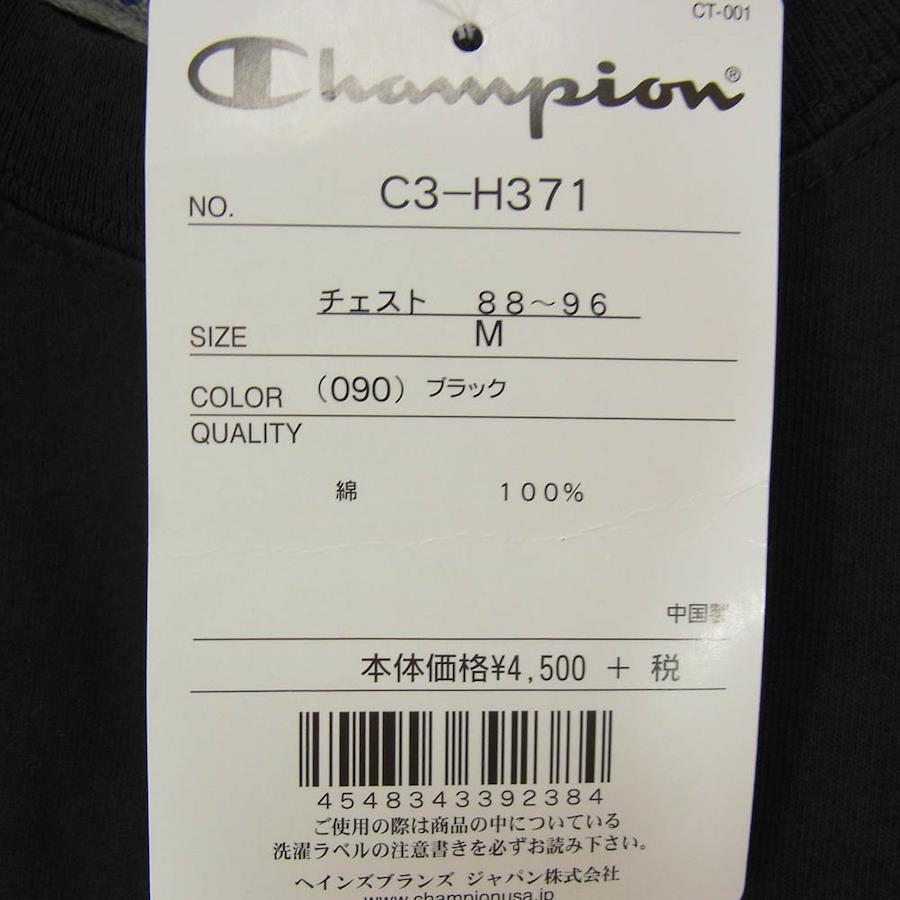 CT-001
Champion®
NO. C3-H371
チェスト 88~96
SIZE M
COLOR (090) ブラック
QUALITY
綿 100%
中国製
本体価格¥4,500 + 税
4548343392384
ご使用の際は商品の中についている
洗濯ラベルの注意書きを必ずお読み下さい。
ヘインズブランズ ジャパン株式会社
www.championusa.jp